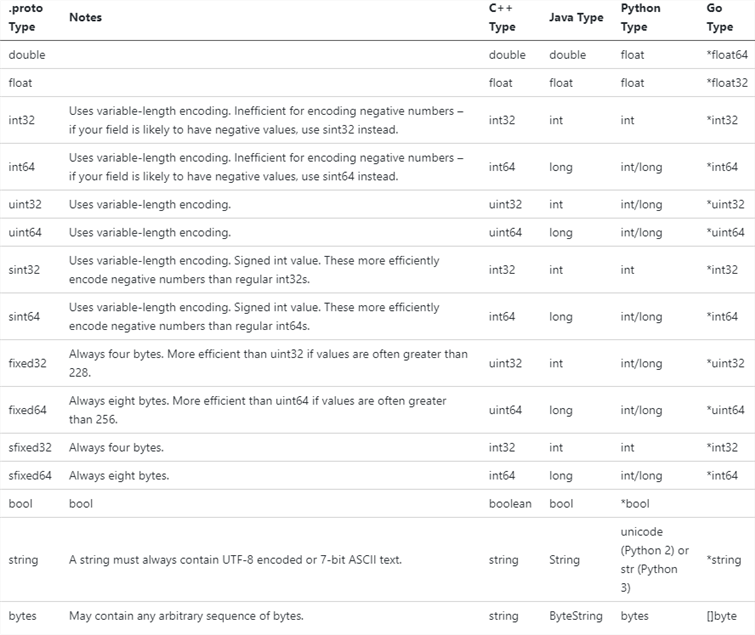 .proto Type Notes C++ Type Java Type Python Type Go Type
double double double float *float64
float float float float *float32
int32 Uses variable-length encoding. Inefficient for encoding negative numbers –
if your field is likely to have negative values, use sint32 instead. int32 int int *int32
int64 Uses variable-length encoding. Inefficient for encoding negative numbers –
if your field is likely to have negative values, use sint64 instead. int64 long int/long *int64
uint32 Uses variable-length encoding. uint32 int int/long *uint32
uint64 Uses variable-length encoding. uint64 long int/long *uint64
sint32 Uses variable-length encoding. Signed int value. These more efficiently
encode negative numbers than regular int32s. int32 int int *int32
sint64 Uses variable-length encoding. Signed int value. These more efficiently
encode negative numbers than regular int64s. int64 long int/long *int64
fixed32 Always four bytes. More efficient than uint32 if values are often greater than
228. uint32 int int/long *uint32
fixed64 Always eight bytes. More efficient than uint64 if values are often greater
than 256. uint64 long int/long *uint64
sfixed32 Always four bytes. int32 int int *int32
sfixed64 Always eight bytes. int64 long int/long *int64
bool bool boolean bool *bool
string A string must always contain UTF-8 encoded or 7-bit ASCII text. string String unicode
(Python 2) or
str (Python
3) *string
bytes May contain any arbitrary sequence of bytes. string ByteString bytes []byte